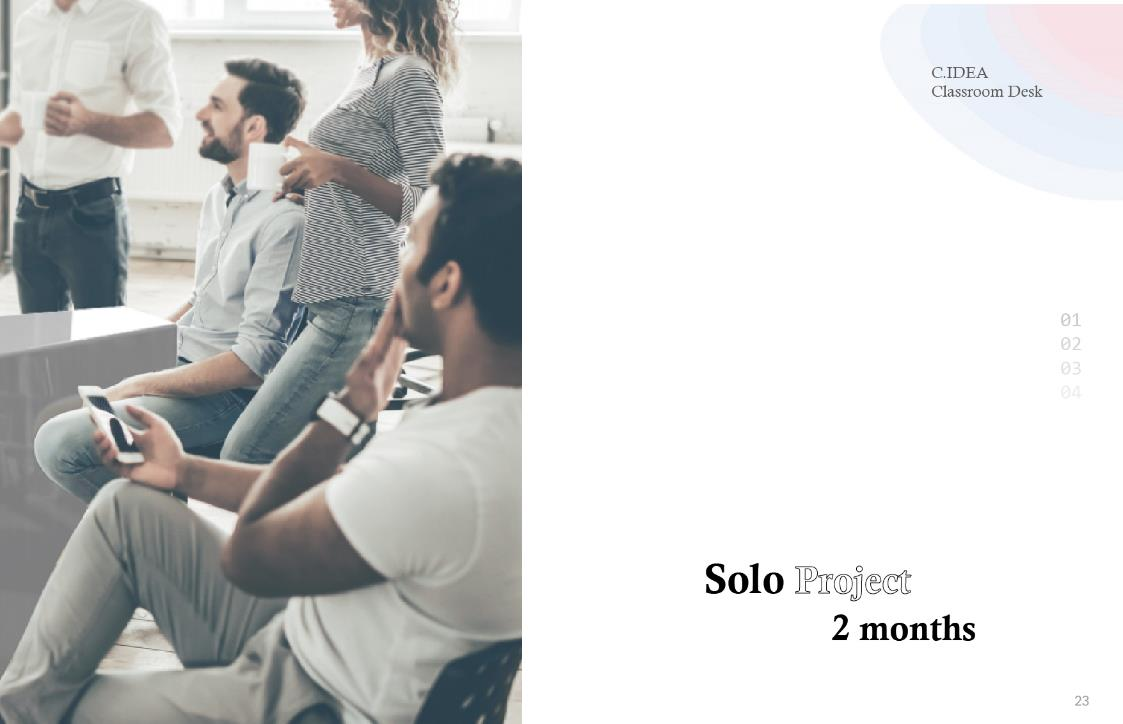 C.IDEA
Classroom Desk
01
02
03
04
Solo Project
2 months
23